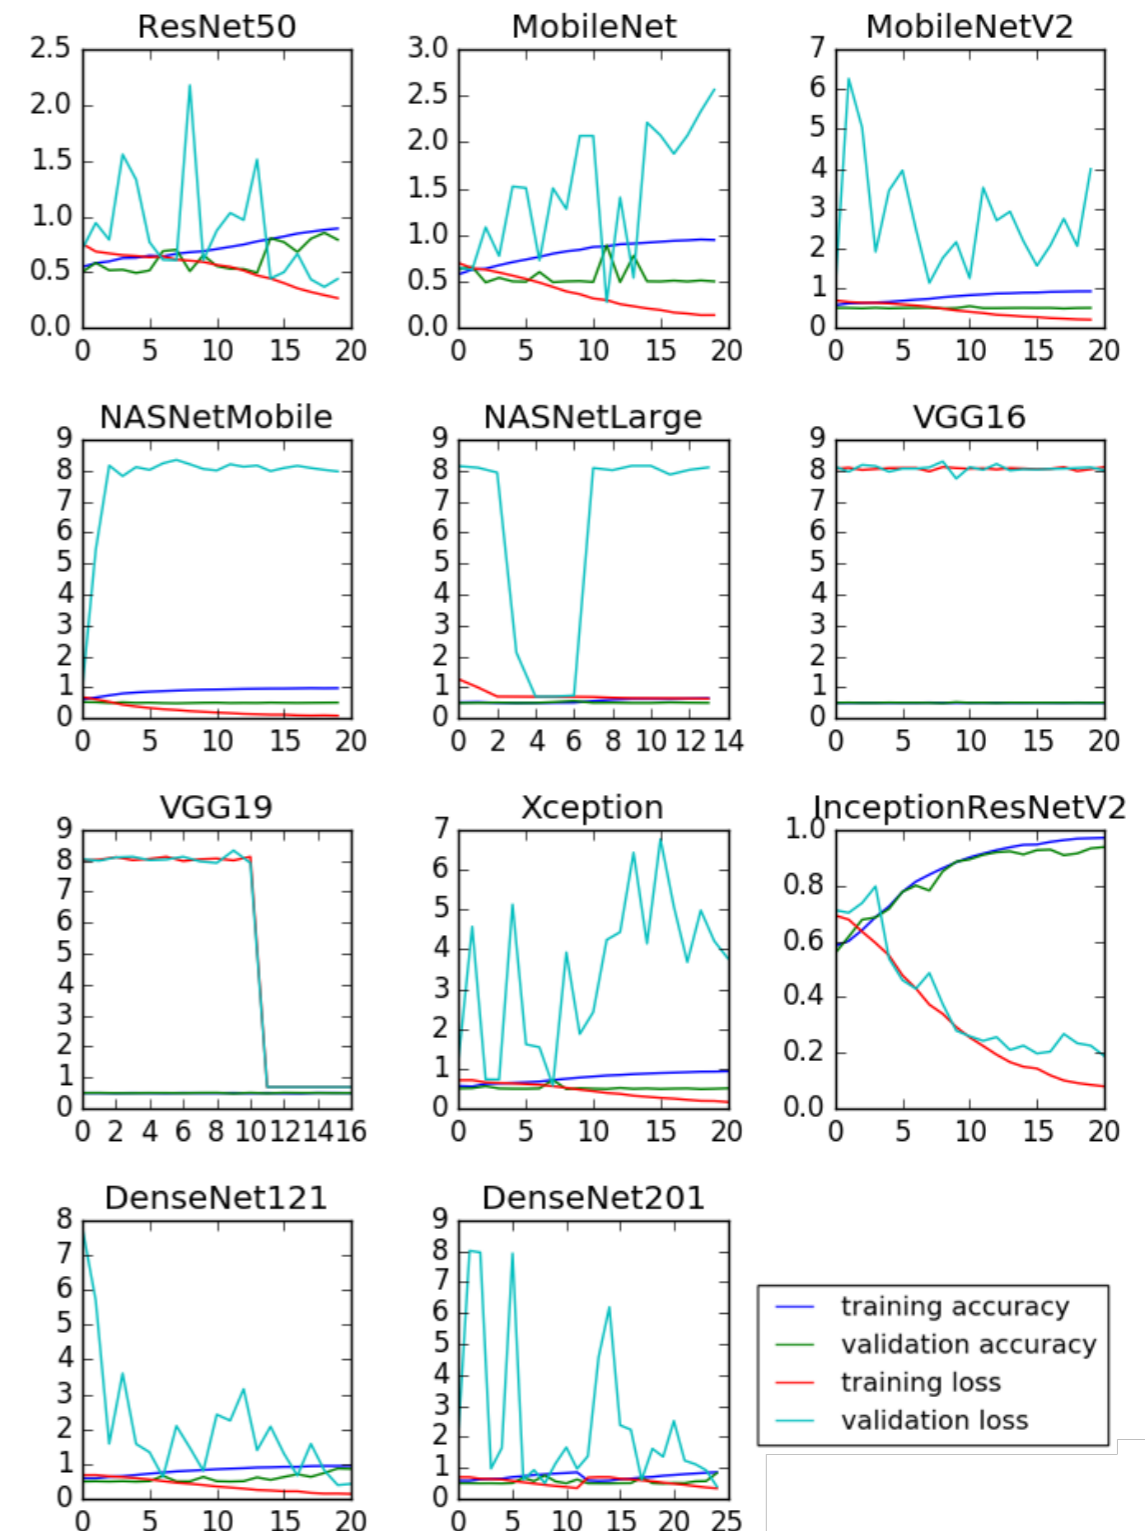 ResNet50 MobileNet MobileNetV2
2.5 3.0 7
2.0 2.5 6
1.5 2.0 5
1.0 1.5 4
0.5 1.0 3
0.0 0.5 2
0.0 1
0
0 5 10 15 20 0 5 10 15 20 0 5 10 15 20
NASNetMobile NASNetLarge VGG16
9 9 9
8 8 8
7 7 7
6 6 6
5 5 5
4 4 4
3 3 3
2 2 2
1 1 1
0 0 0
0 5 10 15 20 0 2 4 6 8 10 12 14 0 5 10 15 20
VGG19 Xception InceptionResNetV2
9 7 1.0
8 6 0.8
7 5 0.6
6 4 0.4
5 3 0.2
4 2 0.0
3 1
2 0
1
0
0 2 4 6 8 10 12 14 16 0 5 10 15 20 0 5 10 15 20
DenseNet121 DenseNet201
8 9
7 8
6 7
5 6
4 5
3 4
2 3
1 2
0 1
0
0 5 10 15 20 0 5 10 15 20 25
training accuracy
validation accuracy
training loss
validation loss